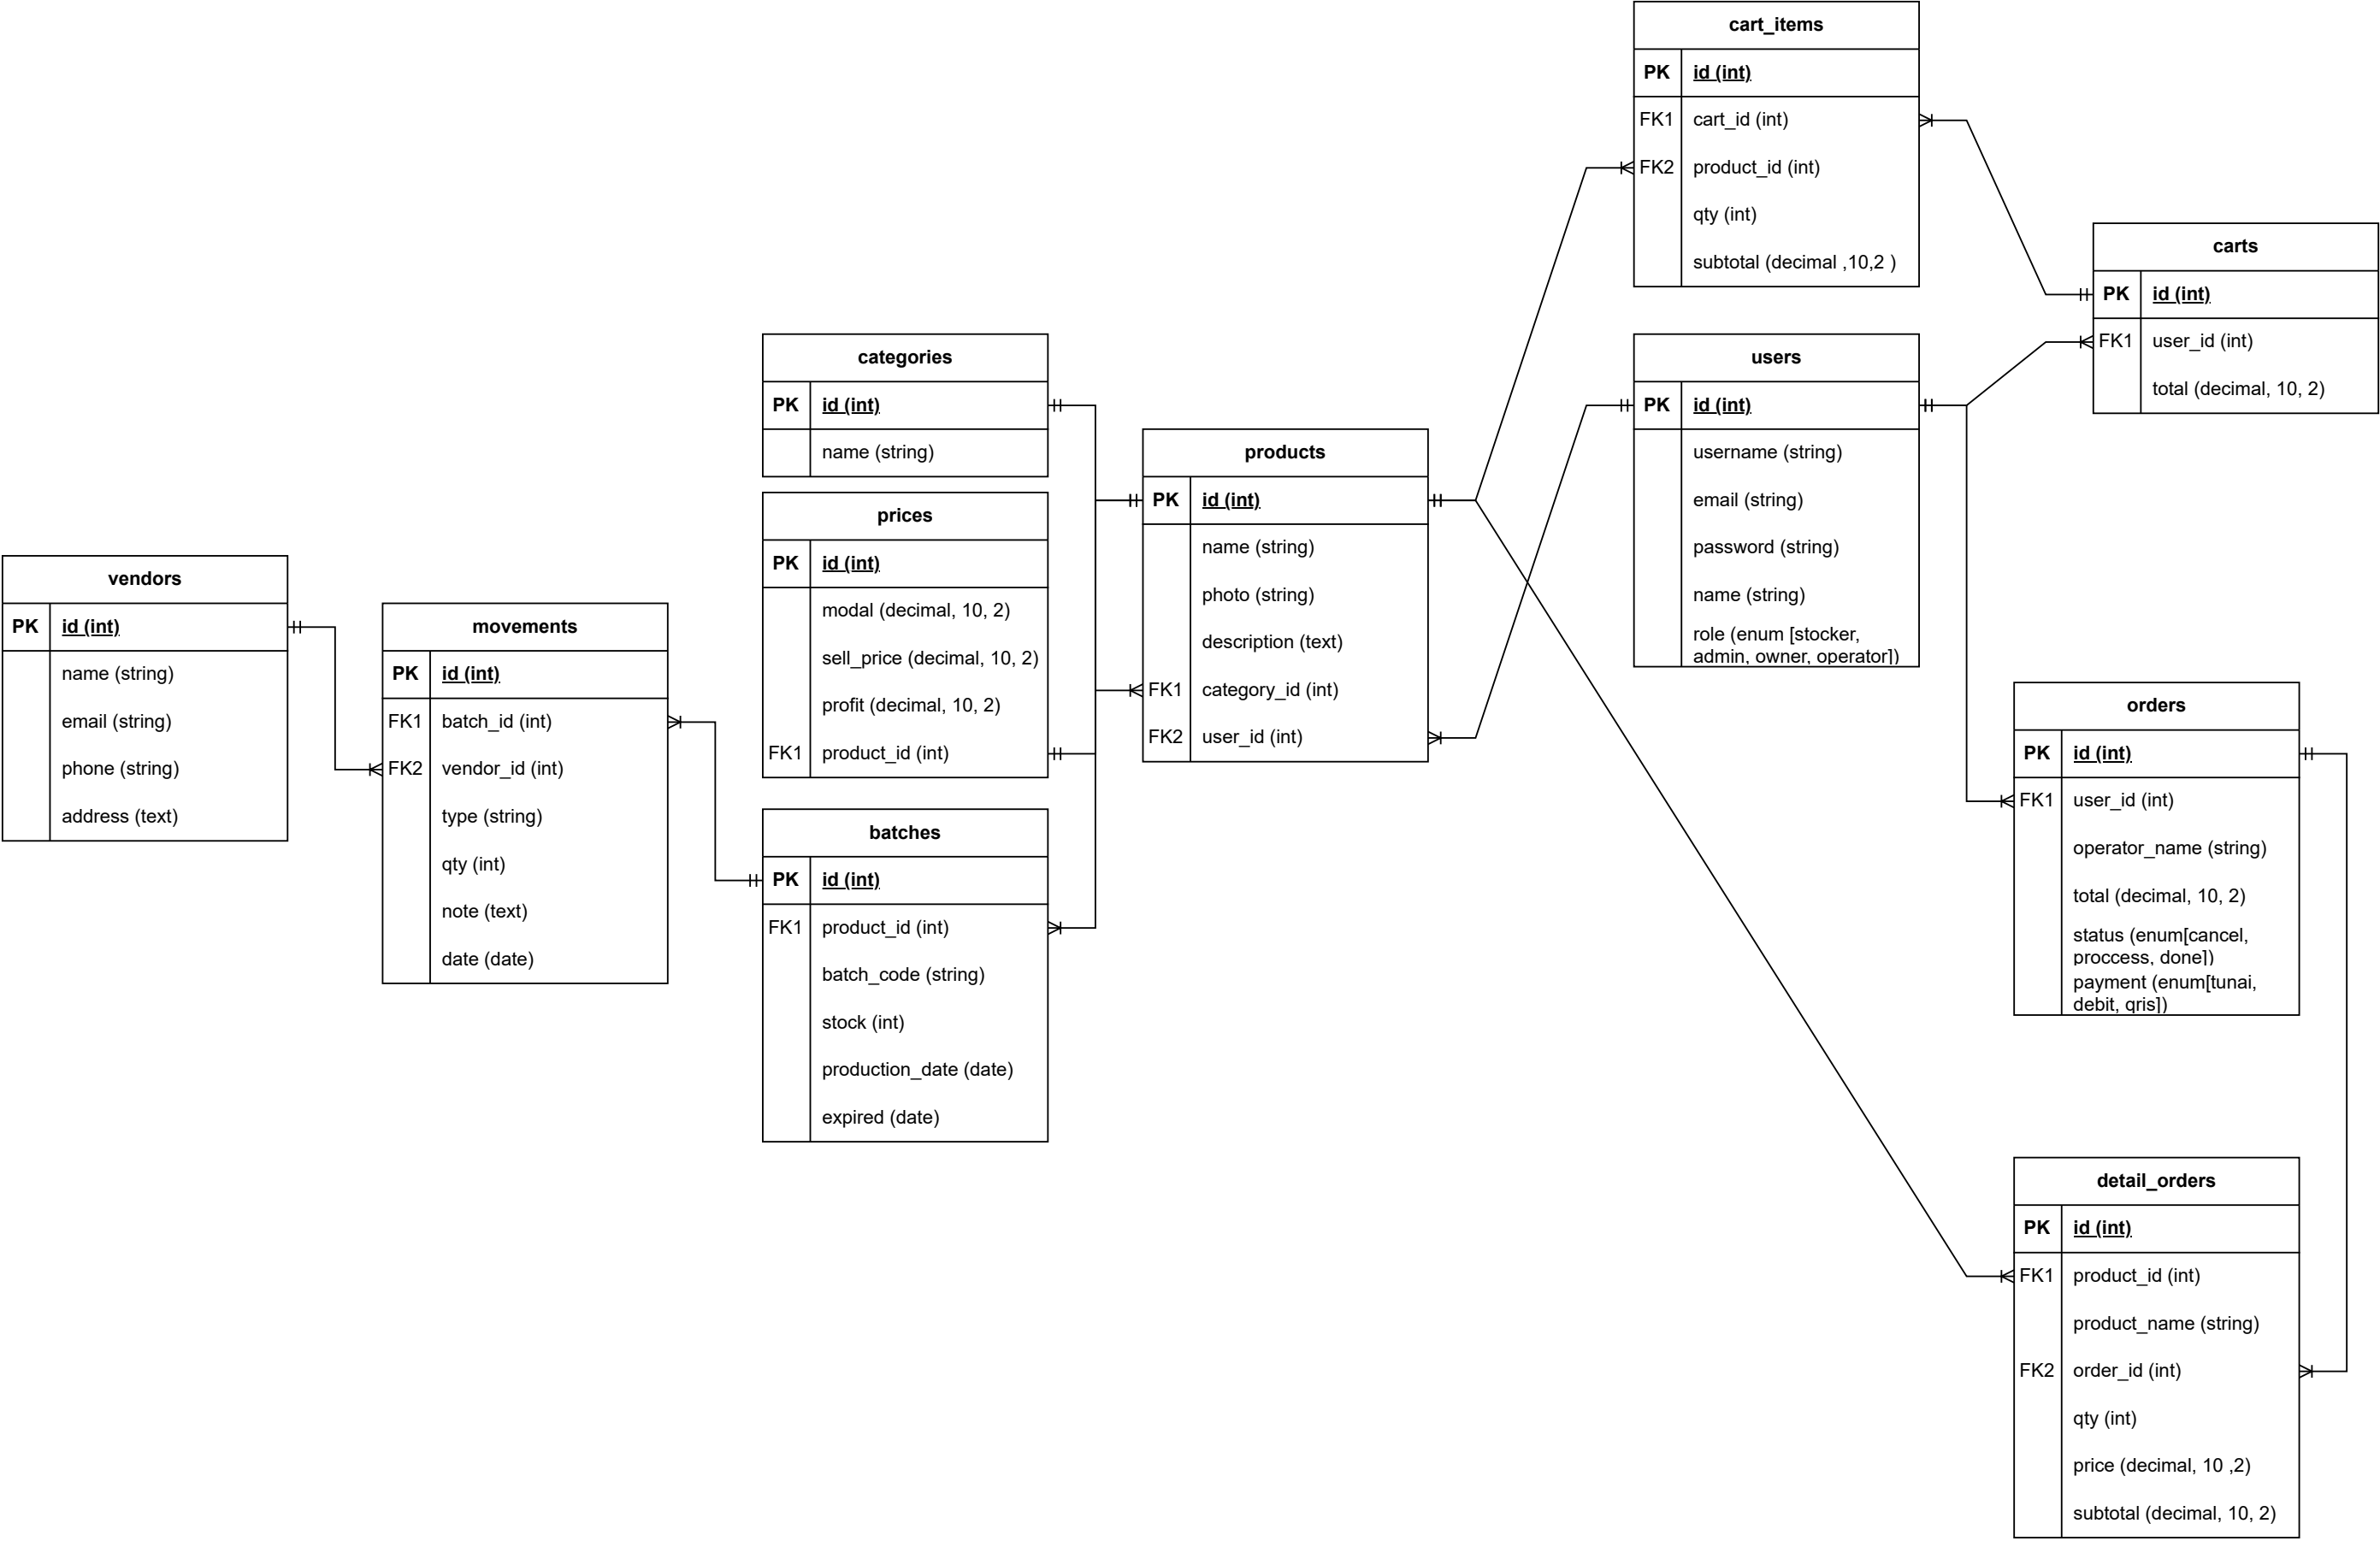 cart_items
PK id (int)
FK1 cart_id (int)
FK2 product_id (int)
qty (int)
subtotal (decimal ,10,2 )
carts
PK id (int)
FK1 user_id (int)
total (decimal, 10, 2)
categories
PK id (int)
name (string)
users
PK id (int)
username (string)
email (string)
password (string)
name (string)
role (enum [stocker,
admin, owner, operator])
products
PK id (int)
name (string)
photo (string)
description (text)
FK1 category_id (int)
FK2 user_id (int)
prices
PK id (int)
modal (decimal, 10, 2)
sell_price (decimal, 10, 2)
profit (decimal, 10, 2)
FK1 product_id (int)
vendors
PK id (int)
name (string)
email (string)
phone (string)
address (text)
movements
PK id (int)
FK1 batch_id (int)
FK2 vendor_id (int)
type (string)
qty (int)
note (text)
date (date)
batches
PK id (int)
FK1 product_id (int)
batch_code (string)
stock (int)
production_date (date)
expired (date)
orders
PK id (int)
FK1 user_id (int)
operator_name (string)
total (decimal, 10, 2)
status (enum[cancel,
proccess, done])
payment (enum[tunai,
debit, qris])
detail_orders
PK id (int)
FK1 product_id (int)
product_name (string)
FK2 order_id (int)
qty (int)
price (decimal, 10 ,2)
subtotal (decimal, 10, 2)